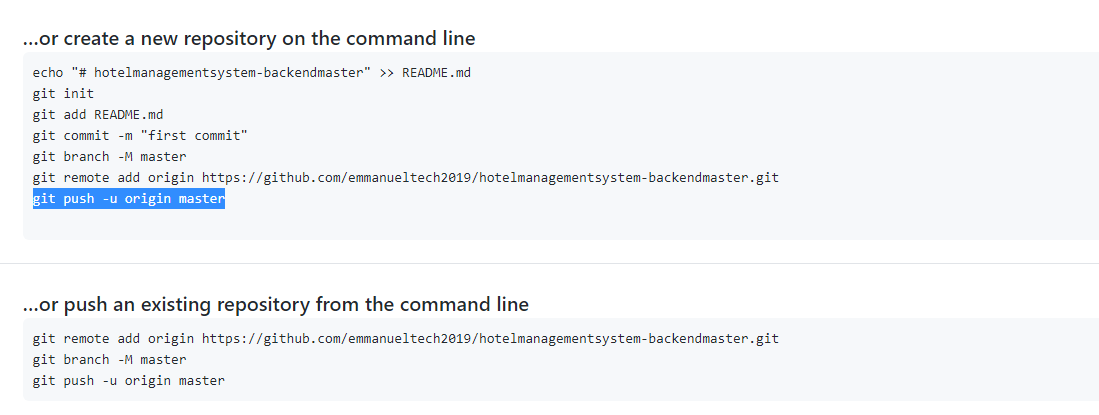 ...or create a new repository on the command line
echo "# hotelmanagementsystem-backendmaster" >> README.md
git init
git add README.md
git commit -m "first commit"
git branch -M master
git remote add origin https://github.com/emmanueltech2019/hotelmanagementsystem-backendmaster.git
git push -u origin master
...or push an existing repository from the command line
git remote add origin https://github.com/emmanueltech2019/hotelmanagementsystem-backendmaster.git
git branch -M master
git push -u origin master